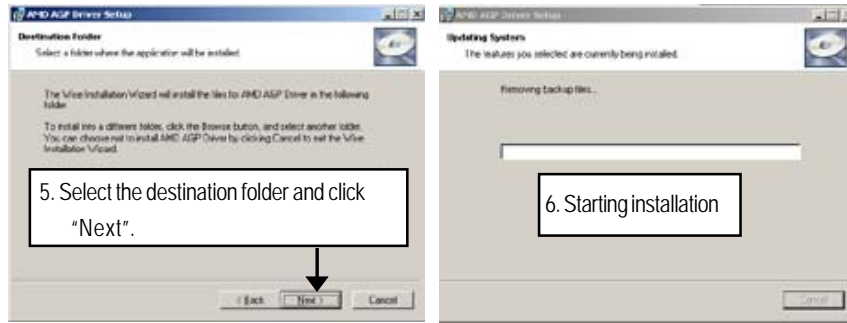 AMD AGP Driver Setup
Destination Folder
Select a folder where the application will be installed.
The Wise Installation Wizard will install the files for AMD AGP Driver in the following
folder.
To install into a different folder, click the Browse button, and select another folder.
You can choose not to install AMD AGP Driver by clicking Cancel to exit the Wise
Installation Wizard.
5. Select the destination folder and click
"Next".
< Back
Next >
Cancel
AMD AGP Driver Setup
Updating System
The features you selected are currently being installed.
Removing backup files...
6. Starting installation
Cancel